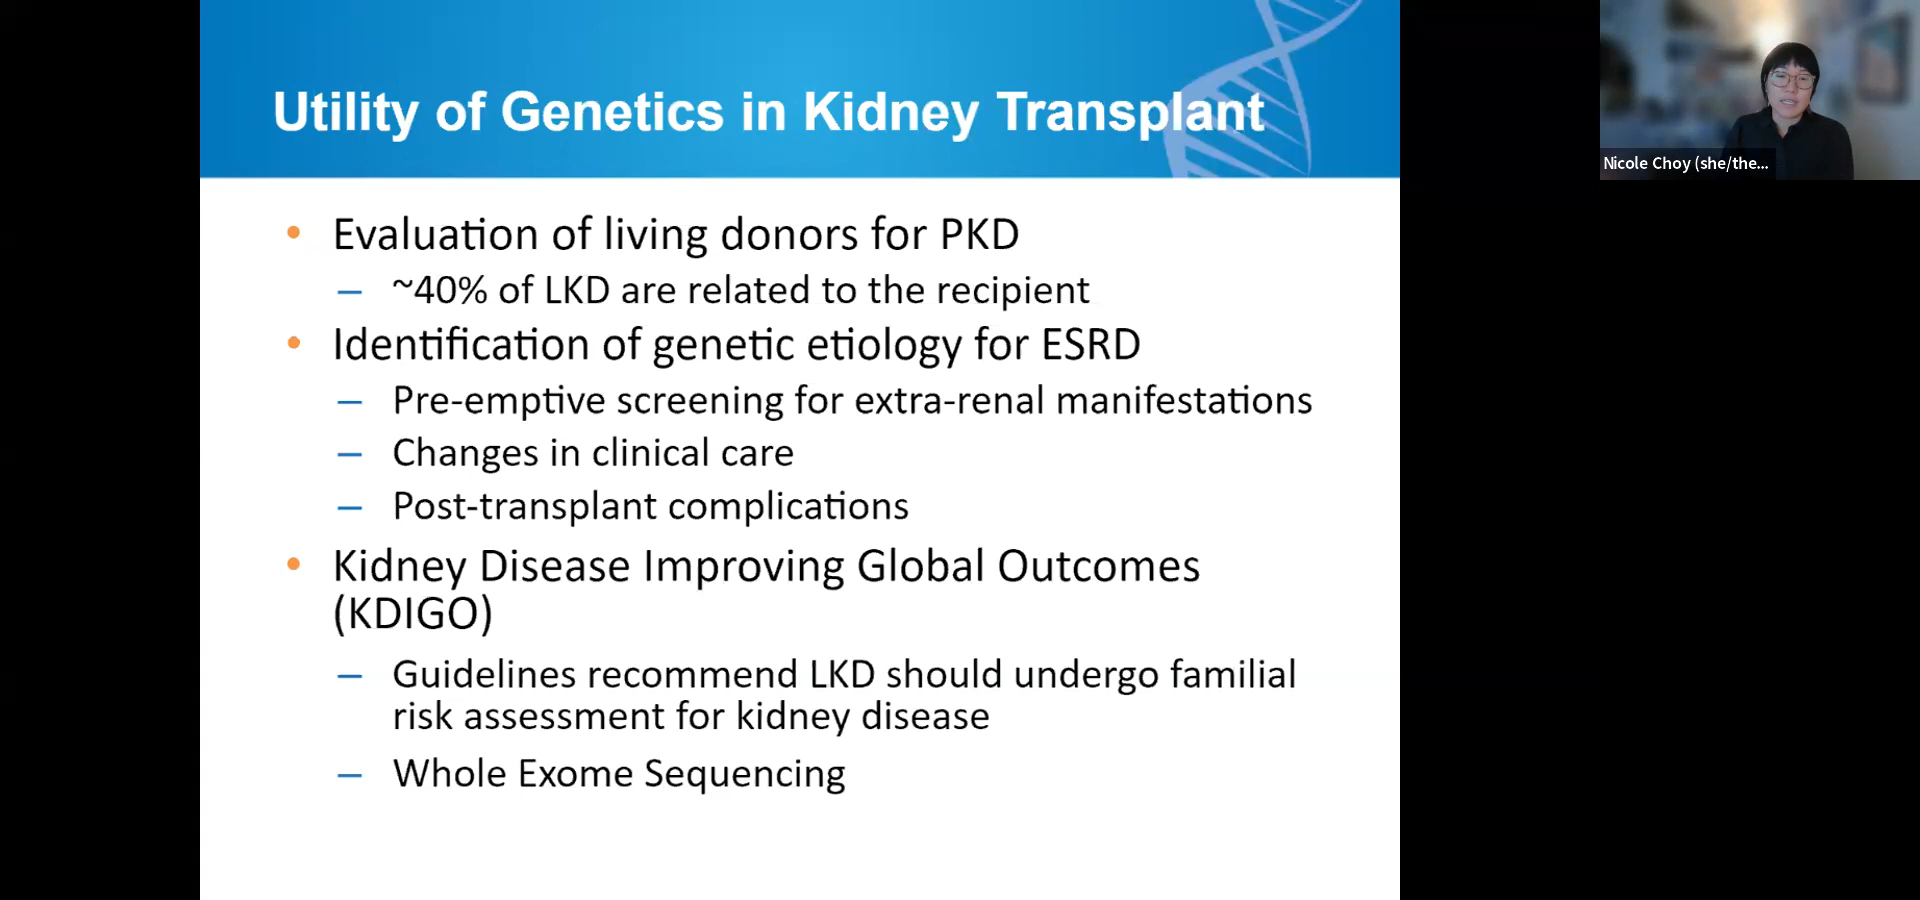 Utility of Genetics in Kidney Transplant
• Evaluation of living donors for PKD
– ~40% of LKD are related to the recipient
• Identification of genetic etiology for ESRD
– Pre-emptive screening for extra-renal manifestations
– Changes in clinical care
– Post-transplant complications
• Kidney Disease Improving Global Outcomes
(KDIGO)
– Guidelines recommend LKD should undergo familial
risk assessment for kidney disease
– Whole Exome Sequencing
Nicole Choy (she/the...